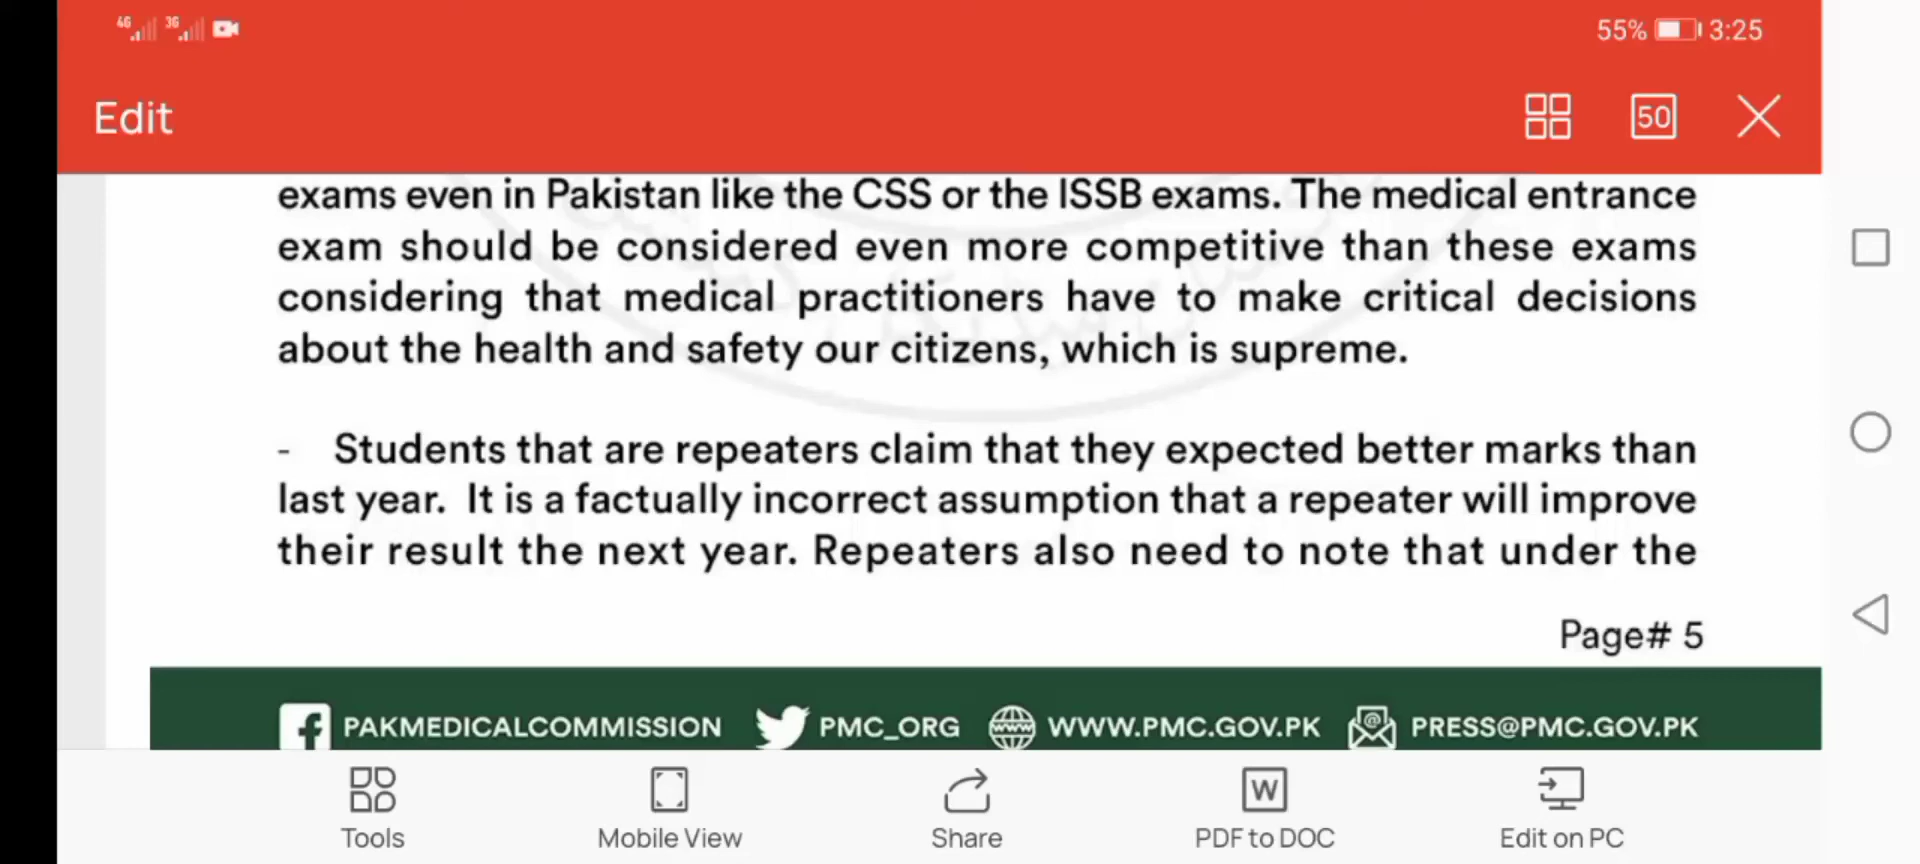 4G 3G 55% 3:25
Edit 50
exams even in Pakistan like the CSS or the ISSB exams. The medical entrance
exam should be considered even more competitive than these exams
considering that medical practitioners have to make critical decisions
about the health and safety our citizens, which is supreme.
- Students that are repeaters claim that they expected better marks than
last year. It is a factually incorrect assumption that a repeater will improve
their result the next year. Repeaters also need to note that under the
Page# 5
PAKMEDICALCOMMISSION PMC_ORG WWW.PMC.GOV.PK PRESS@PMC.GOV.PK
Tools Mobile View Share PDF to DOC Edit on PC